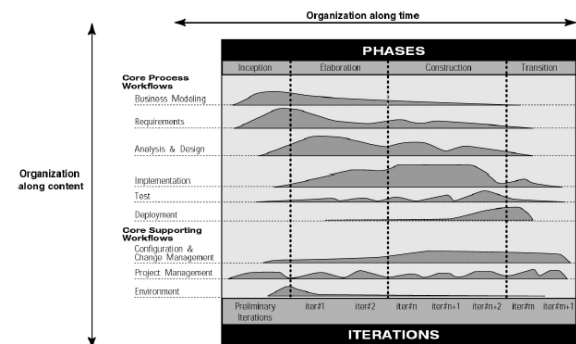 Organization along time
PHASES
Inception Elaboration Construction Transition
Core Process
Workflows
Business Modeling
Requirements
Analysis & Design
Organization
along content
Implementation
Test
Deployment
Core Supporting
Workflows
Configuration &
Change Management
Project Management
Environment
Preliminary
Iterations
iter#1 iter#2 iter#n iter#n+1 iter#n+2 iter#m iter#m+1
ITERATIONS